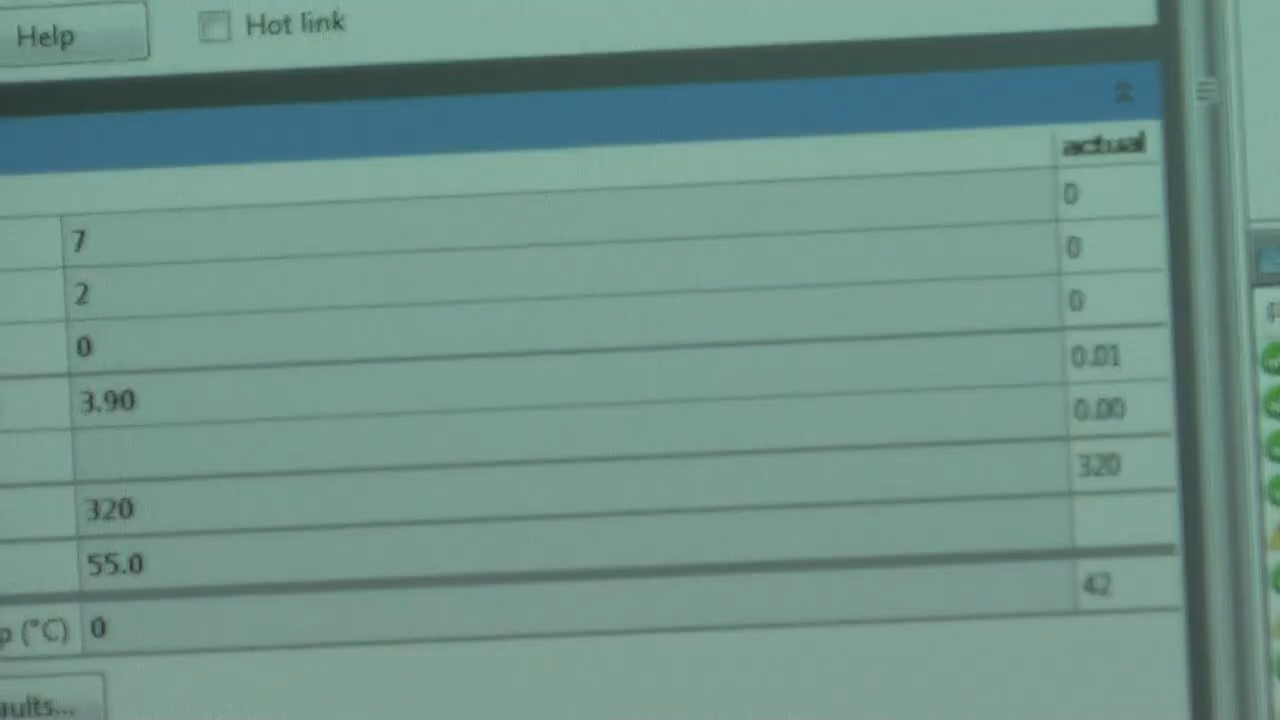 Help Hot link
actual
7 0
2 0
0 0
3.90 0.01
0.00
320 320
55.0
p (°C) 0 42
aults...